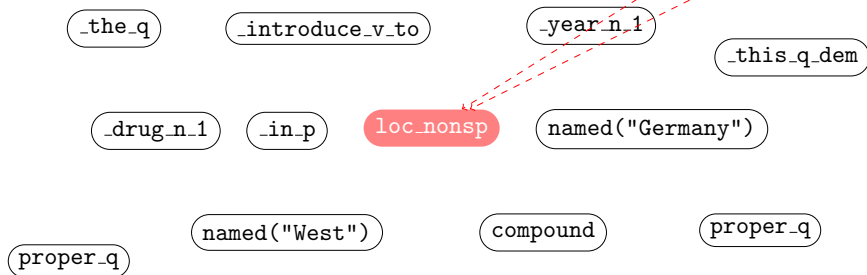 _the_q _introduce_v_to _year_n_1
_this_q_dem
_drug_n_1 _in_p loc_nonsp named("Germany")
named("West") compound proper_q
proper_q